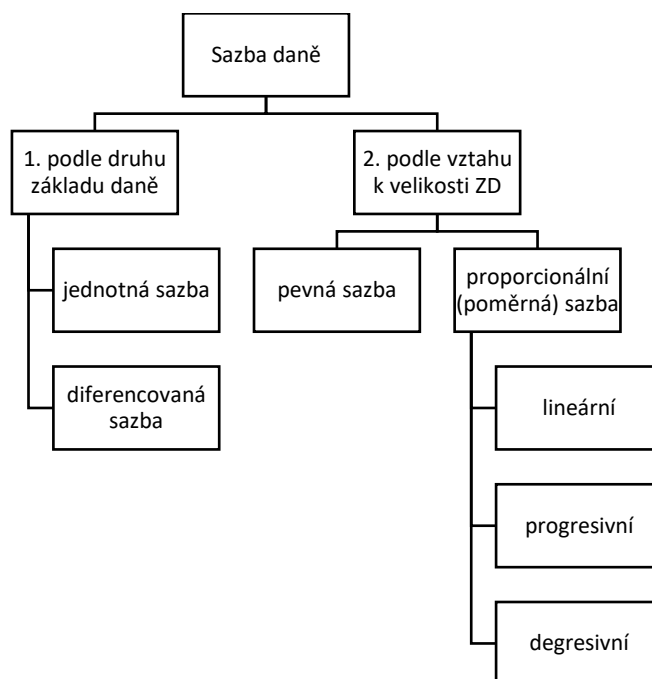 Sazba daně
1. podle druhu
základu daně
2. podle vztahu
k velikosti ZD
jednotná sazba
diferencovaná
sazba
pevná sazba
proporcionální
(poměrná) sazba
lineární
progresivní
degresivní